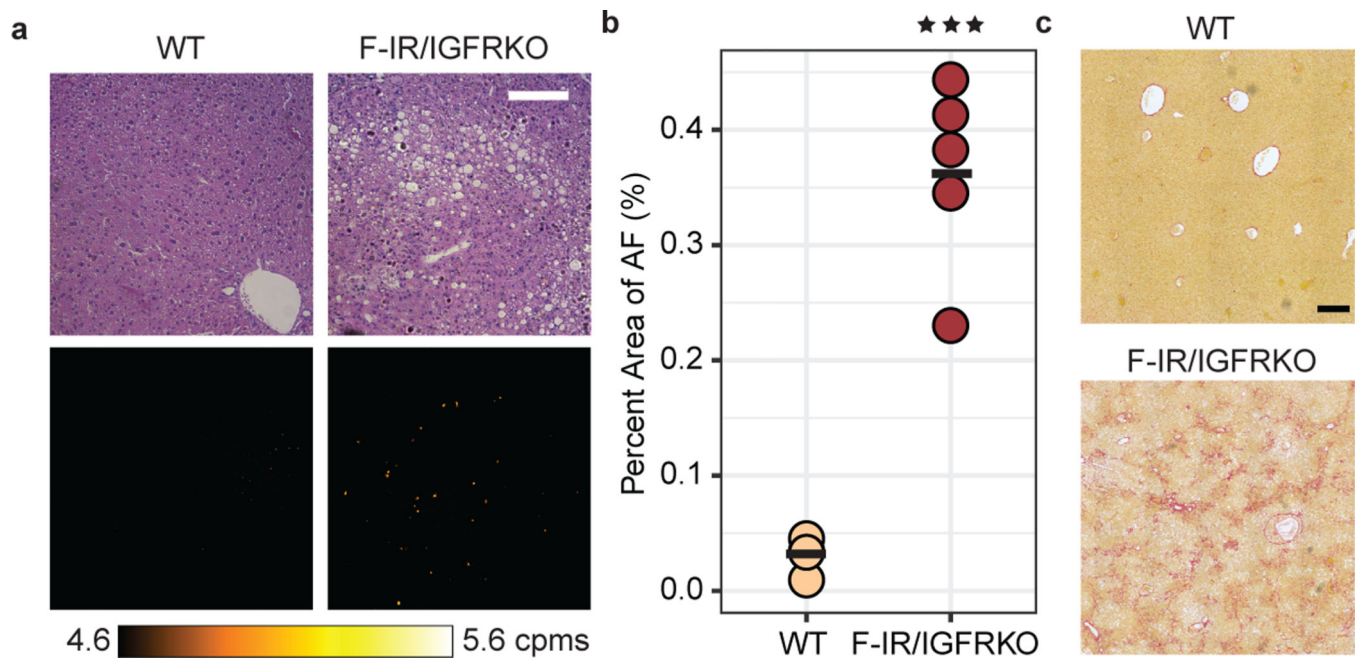 a
WT
F-IR/IGFRKO
4.6
5.6 cpms
b
★★★
Percent Area of AF (%)
0.4
0.3
0.2
0.1
0.0
WT
F-IR/IGFRKO
c
WT
F-IR/IGFRKO